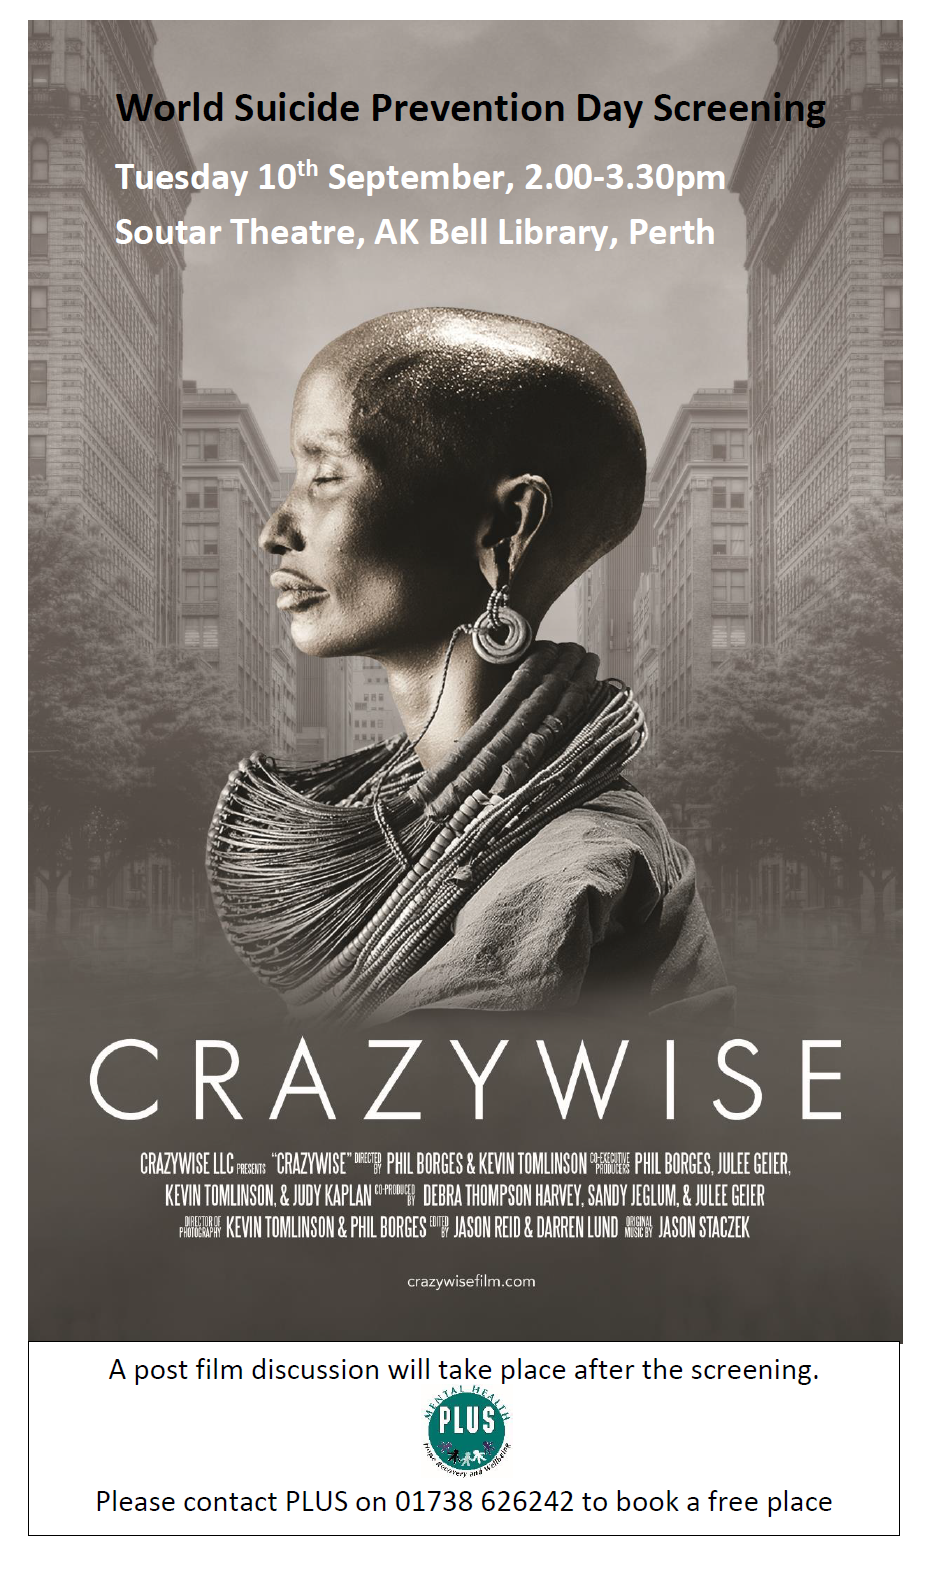 World Suicide Prevention Day Screening
Tuesday 10th September, 2.00-3.30pm
Soutar Theatre, AK Bell Library, Perth
CRAZYWISE
CRAZYWISE LLC PRESENTS “CRAZYWISE” DIRECTED BY PHIL BORGES & KEVIN TOMLINSON CO-EXECUTIVE PRODUCERS PHIL BORGES, JULEE GEIER,
KEVIN TOMLINSON, & JUDY KAPLAN CO-PRODUCED BY DEBRA THOMPSON HARVEY, SANDY JEGLUM, & JULEE GEIER
DIRECTOR OF PHOTOGRAPHY KEVIN TOMLINSON & PHIL BORGES EDITED BY JASON REID & DARREN LUND ORIGINAL MUSIC BY JASON STACZEK
crazywisefilm.com
A post film discussion will take place after the screening.
MENTAL HEALTH
PLUS
Hope Recovery and Wellbeing
Please contact PLUS on 01738 626242 to book a free place